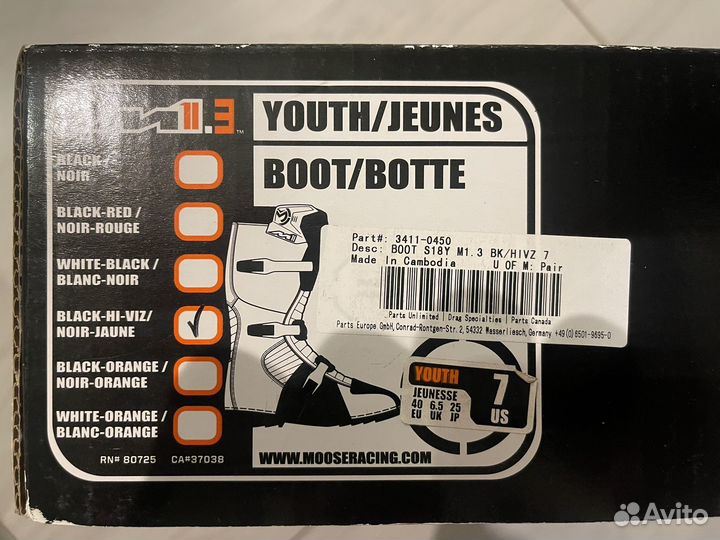 M1.3™
YOUTH/JEUNES
BOOT/BOTTE
BLACK /
NOIR
BLACK-RED /
NOIR-ROUGE
WHITE-BLACK /
BLANC-NOIR
BLACK-HI-VIZ/
NOIR-JAUNE
BLACK-ORANGE /
NOIR-ORANGE
WHITE-ORANGE /
BLANC-ORANGE
RN# 80725 CA#37038
Part#: 3411-0450
Desc: BOOT S18Y M1.3 BK/HIVZ 7
Made In Cambodia U OF M: Pair
Parts Unlimited | Drag Specialties | Parts Canada
Parts Europe GmbH, Conrad-Rontgen-Str. 2, 54332 Wasserliesch, Germany +49 (0) 6501-9695-0
YOUTH
JEUNESSE
40 6.5 25
EU UK JP
7
US
WWW.MOOSERACING.COM
Avito